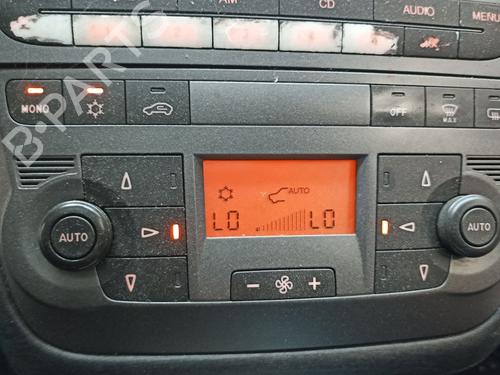 AM
CD
AUDIO
MENU
MONO
OFF
MAX
B-PARTS
AUTO
AUTO
AUTO
LO
LO